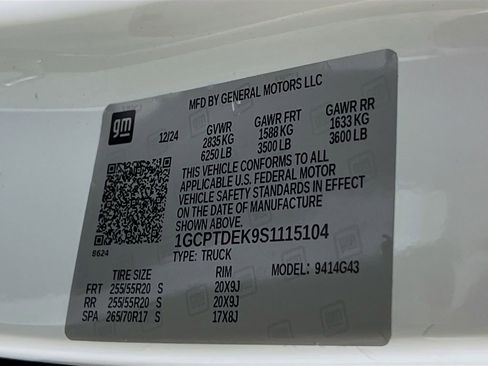 MFD BY GENERAL MOTORS LLC
gm
12/24 GVWR GAWR FRT GAWR RR
2835 KG 1588 KG 1633 KG
6250 LB 3500 LB 3600 LB
THIS VEHICLE CONFORMS TO ALL
APPLICABLE U.S. FEDERAL MOTOR
VEHICLE SAFETY STANDARDS IN EFFECT
ON THE DATE OF MANUFACTURE
SHOWN ABOVE.
1GCPTDEK9S1115104
8624
TYPE: TRUCK
TIRE SIZE RIM MODEL: 9414G43
FRT 255/55R20 S 20X9J
RR 255/55R20 S 20X9J
SPA 265/70R17 S 17X8J